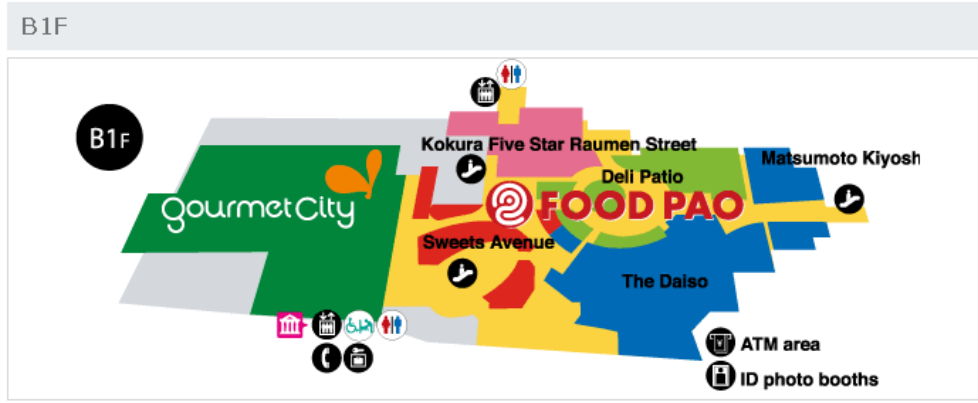 B1F
B1F
Kokura Five Star Raumen Street
Matsumoto Kiyosh
Deli Patio
gourmet City
FOOD PAO
Sweets Avenue
The Daiso
ATM area
ID photo booths